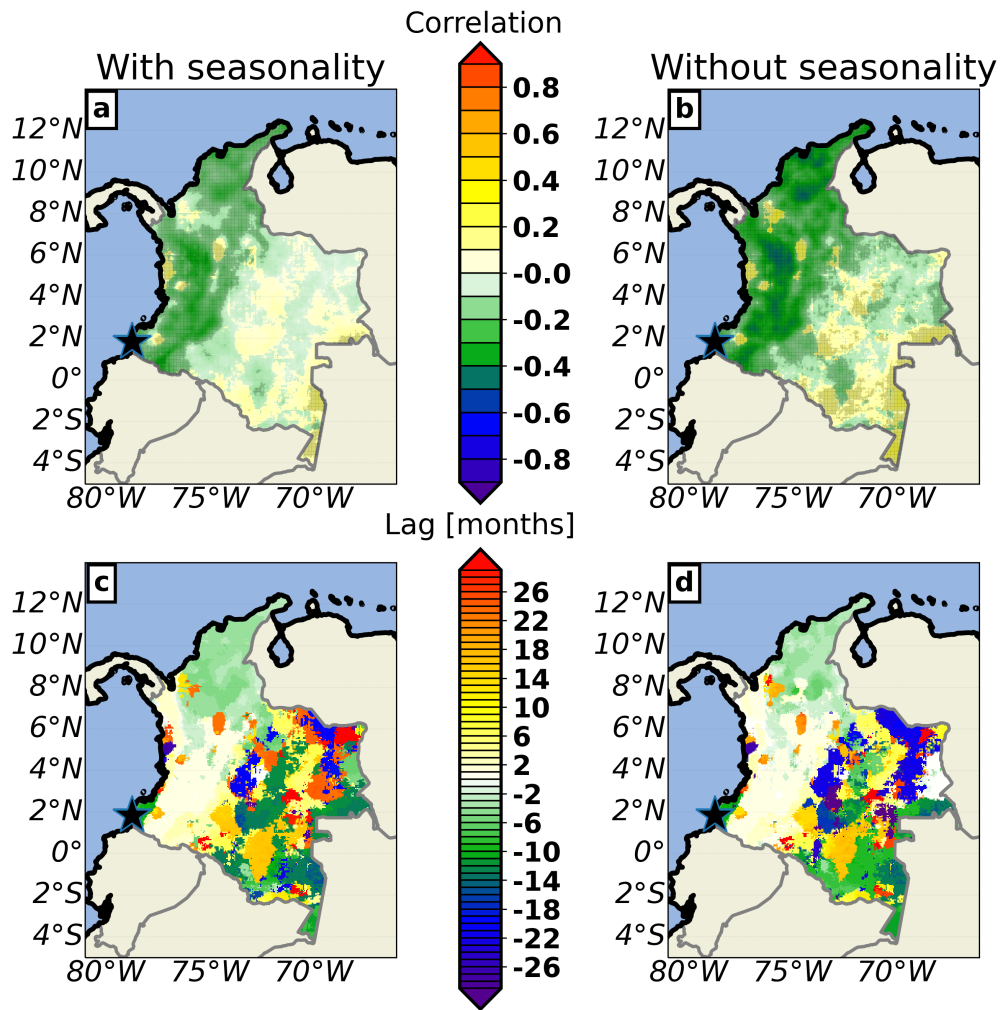 Correlation
With seasonality
Without seasonality
a
12°N
10°N
8°N
6°N
4°N
2°N
0°
2°S
4°S
80°W 75°W 70°W
0.8
0.6
0.4
0.2
-0.0
-0.2
-0.4
-0.6
-0.8
b
12°N
10°N
8°N
6°N
4°N
2°N
0°
2°S
4°S
80°W 75°W 70°W
Lag [months]
c
12°N
10°N
8°N
6°N
4°N
2°N
0°
2°S
4°S
80°W 75°W 70°W
26
22
18
14
10
6
2
-2
-6
-10
-14
-18
-22
-26
d
12°N
10°N
8°N
6°N
4°N
2°N
0°
2°S
4°S
80°W 75°W 70°W